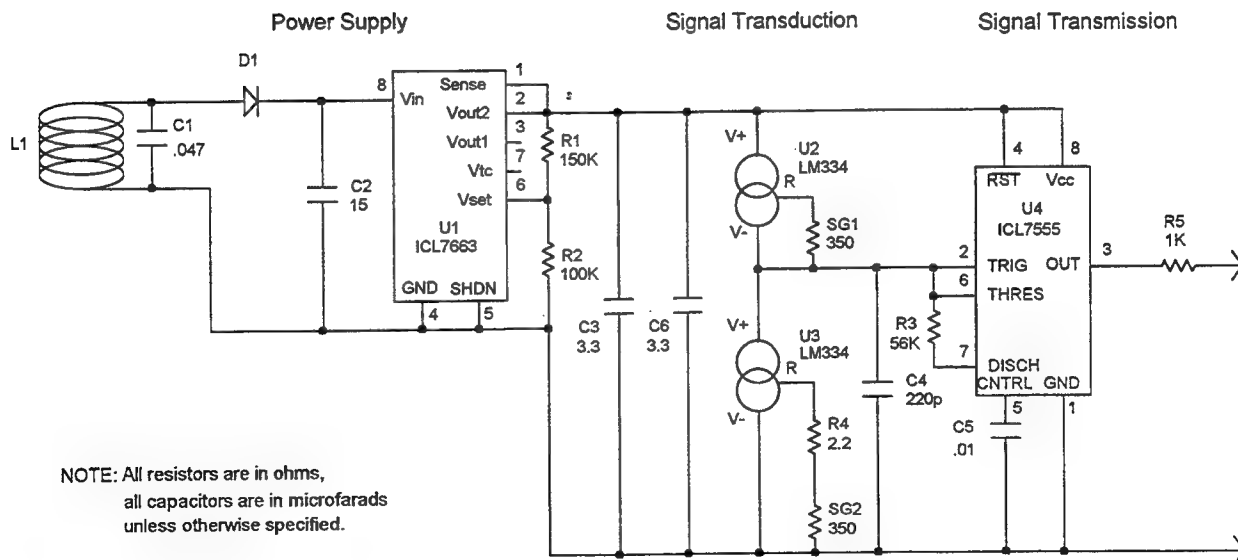 Power Supply
Signal Transduction
Signal Transmission
D1
L1
C1
.047
C2
15
8
Vin
Sense
1
Vout2
2
Vout1
3
Vtc
7
Vset
6
U1
ICL7663
GND
SHDN
4
5
R1
150K
R2
100K
C3
3.3
C6
3.3
V+
U2
LM334
R
V-
SG1
350
V+
U3
LM334
R
V-
R4
2.2
SG2
350
C4
220p
R3
56K
4
8
RST
Vcc
U4
ICL7555
2
TRIG
OUT
3
6
THRES
7
DISCH
CNTRL
GND
5
1
C5
.01
R5
1K
NOTE: All resistors are in ohms,
all capacitors are in microfarads
unless otherwise specified.